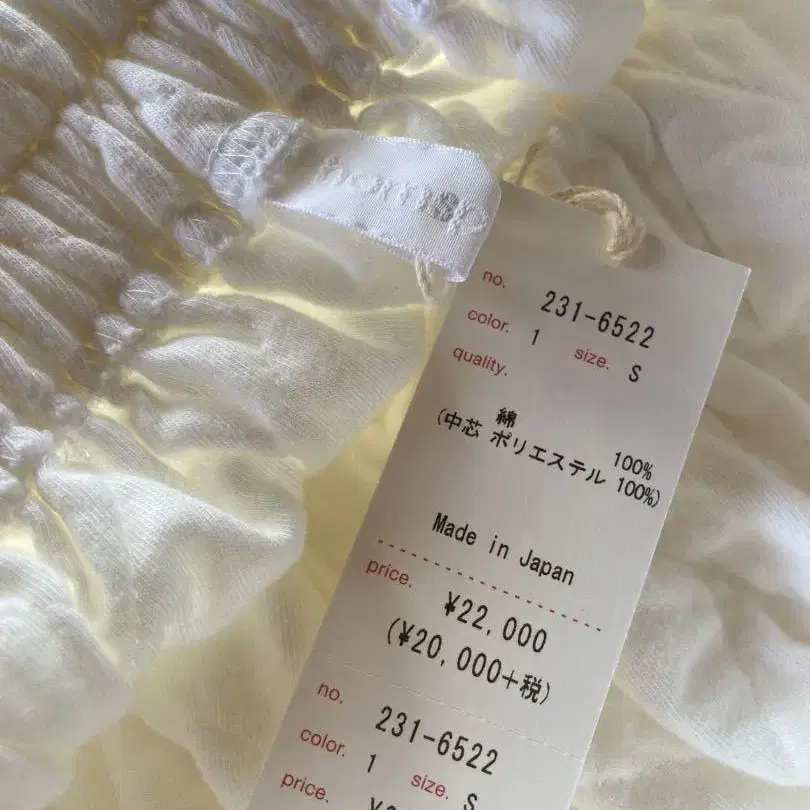 no. 231-6522
color. 1 size. S
quality.
綿 100%
(中芯 ポリエステル 100%)
Made in Japan
price.
¥22,000
(¥20,000+税)
no. 231-6522
color. 1 size. S
price.